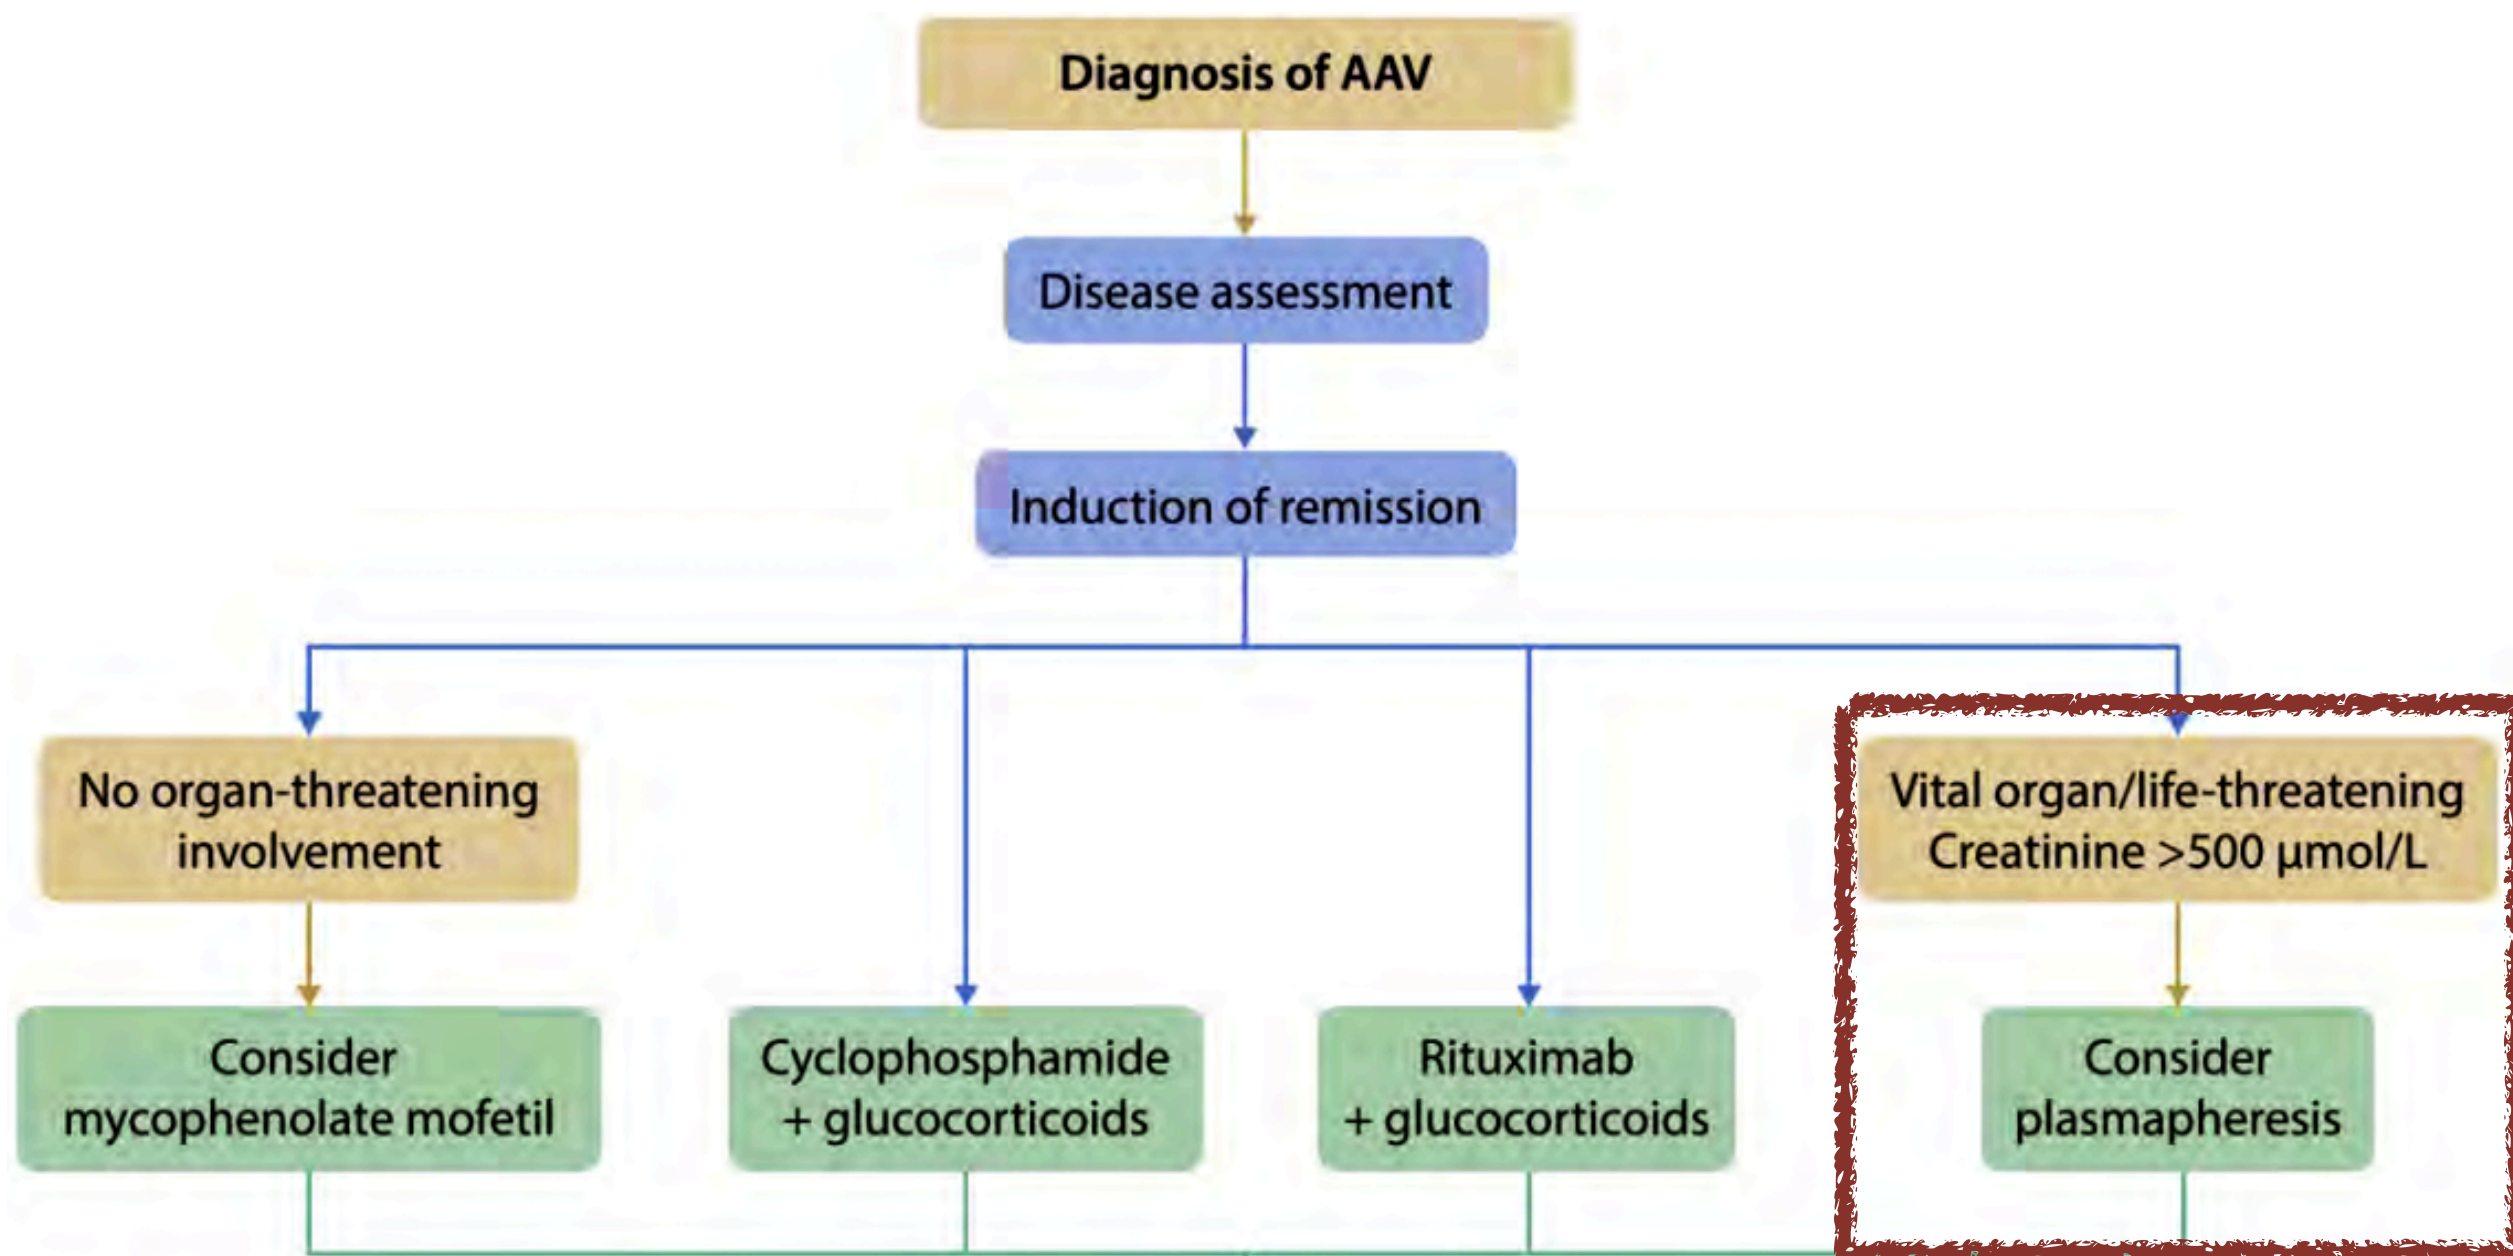 Diagnosis of AAV
Disease assessment
Induction of remission
No organ-threatening
involvement
Vital organ/life-threatening
Creatinine >500 µmol/L
Consider
mycophenolate mofetil
Cyclophosphamide
+ glucocorticoids
Rituximab
+ glucocorticoids
Consider
plasmapheresis